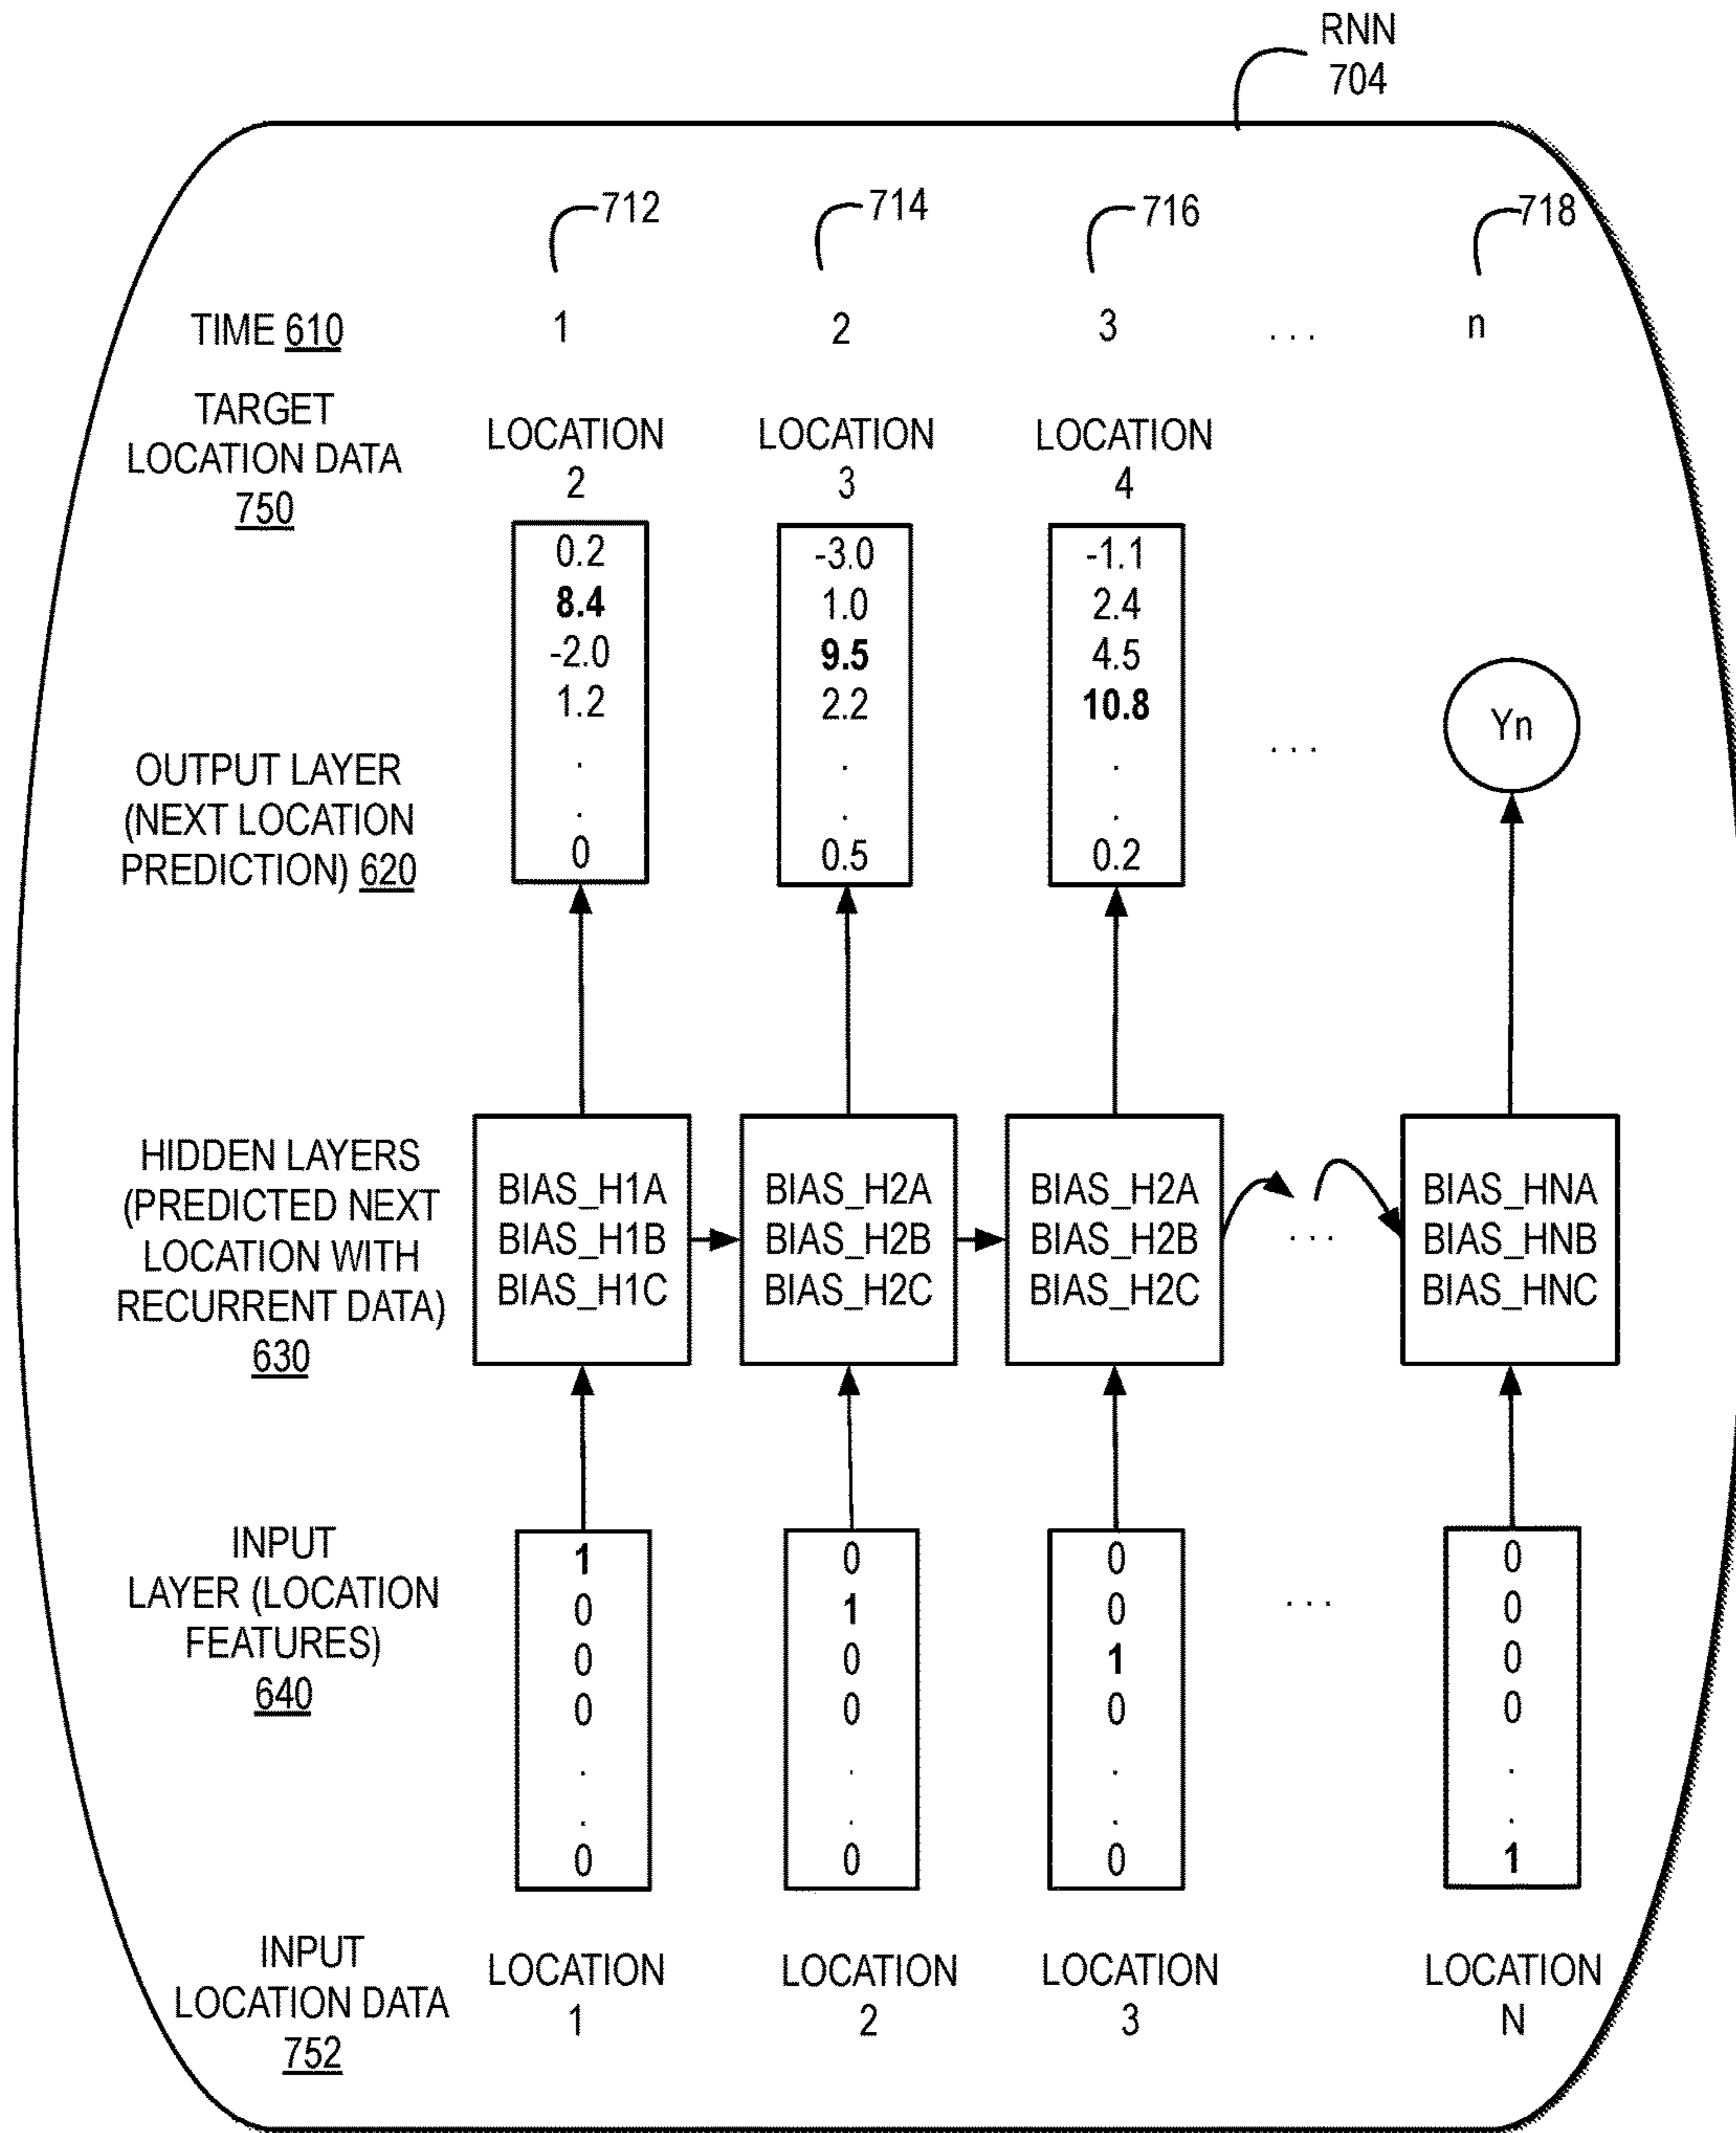 RNN
704
712
714
716
718
TIME 610
1
2
3
. . .
n
TARGET
LOCATION DATA
750
LOCATION
2
LOCATION
3
LOCATION
4
0.2
8.4
-2.0
1.2
.
.
0
-3.0
1.0
9.5
2.2
.
.
0.5
-1.1
2.4
4.5
10.8
.
.
0.2
. . .
Yn
OUTPUT LAYER
(NEXT LOCATION
PREDICTION) 620
HIDDEN LAYERS
(PREDICTED NEXT
LOCATION WITH
RECURRENT DATA)
630
BIAS_H1A
BIAS_H1B
BIAS_H1C
BIAS_H2A
BIAS_H2B
BIAS_H2C
BIAS_H2A
BIAS_H2B
BIAS_H2C
. . .
BIAS_HNA
BIAS_HNB
BIAS_HNC
INPUT
LAYER (LOCATION
FEATURES)
640
1
0
0
0
.
.
0
0
1
0
0
.
.
0
0
0
1
0
.
.
0
. . .
0
0
0
0
.
.
1
INPUT
LOCATION DATA
752
LOCATION
1
LOCATION
2
LOCATION
3
LOCATION
N